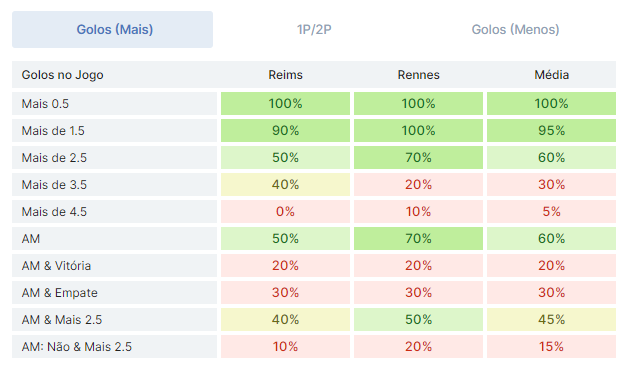 Golos (Mais) 1P/2P Golos (Menos)
Golos no Jogo Reims Rennes Média
Mais 0.5 100% 100% 100%
Mais de 1.5 90% 100% 95%
Mais de 2.5 50% 70% 60%
Mais de 3.5 40% 20% 30%
Mais de 4.5 0% 10% 5%
AM 50% 70% 60%
AM & Vitória 20% 20% 20%
AM & Empate 30% 30% 30%
AM & Mais 2.5 40% 50% 45%
AM: Não & Mais 2.5 10% 20% 15%